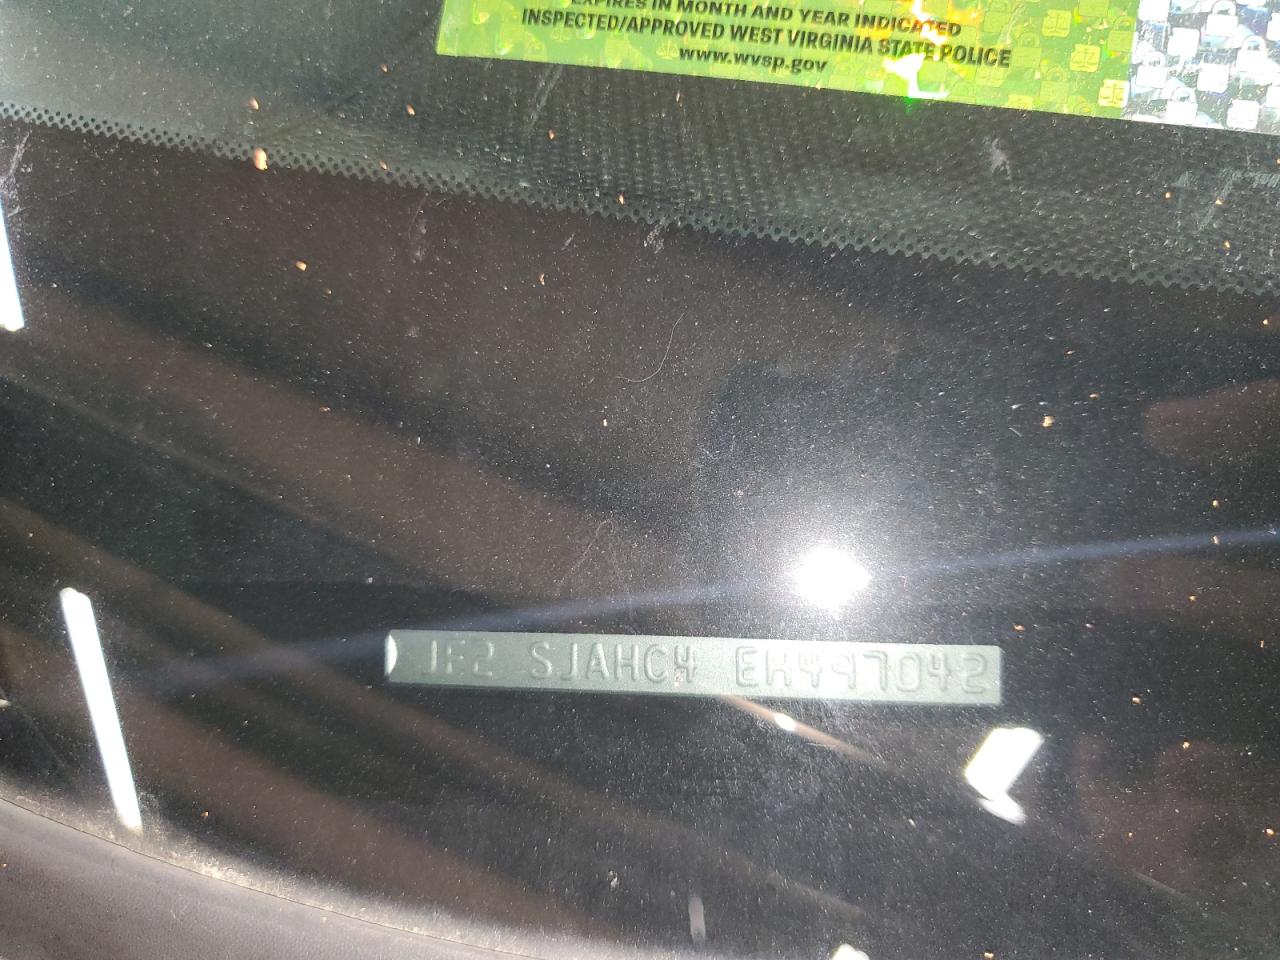 EXPIRES IN MONTH AND YEAR INDICATED
INSPECTED/APPROVED WEST VIRGINIA STATE POLICE
www.wvsp.gov
JF2 SJAHC4 EH497042